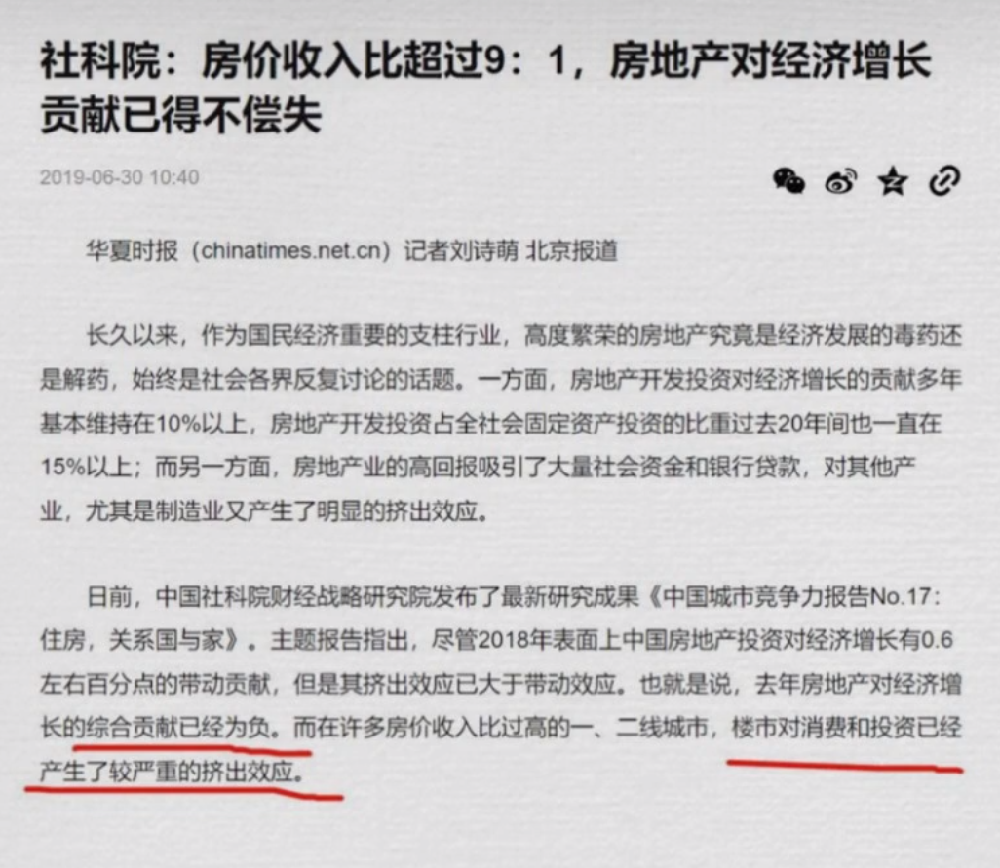 社科院：房价收入比超过9：1，房地产对经济增长
贡献已得不偿失
2019-06-30 10:40
华夏时报（chinatimes.net.cn）记者刘诗萌 北京报道
长久以来，作为国民经济重要的支柱行业，高度繁荣的房地产究竟是经济发展的毒药还
是解药，始终是社会各界反复讨论的话题。一方面，房地产开发投资对经济增长的贡献多年
基本维持在10%以上，房地产开发投资占全社会固定资产投资的比重过去20年间也一直在
15%以上；而另一方面，房地产业的高回报吸引了大量社会资金和银行贷款，对其他产
业，尤其是制造业又产生了明显的挤出效应。
日前，中国社科院财经战略研究院发布了最新研究成果《中国城市竞争力报告No.17：
住房，关系国与家》。主题报告指出，尽管2018年表面上中国房地产投资对经济增长有0.6
左右百分点的带动贡献，但是其挤出效应已大于带动效应。也就是说，去年房地产对经济增
长的综合贡献已经为负。而在许多房价收入比过高的一、二线城市，楼市对消费和投资已经
产生了较严重的挤出效应。